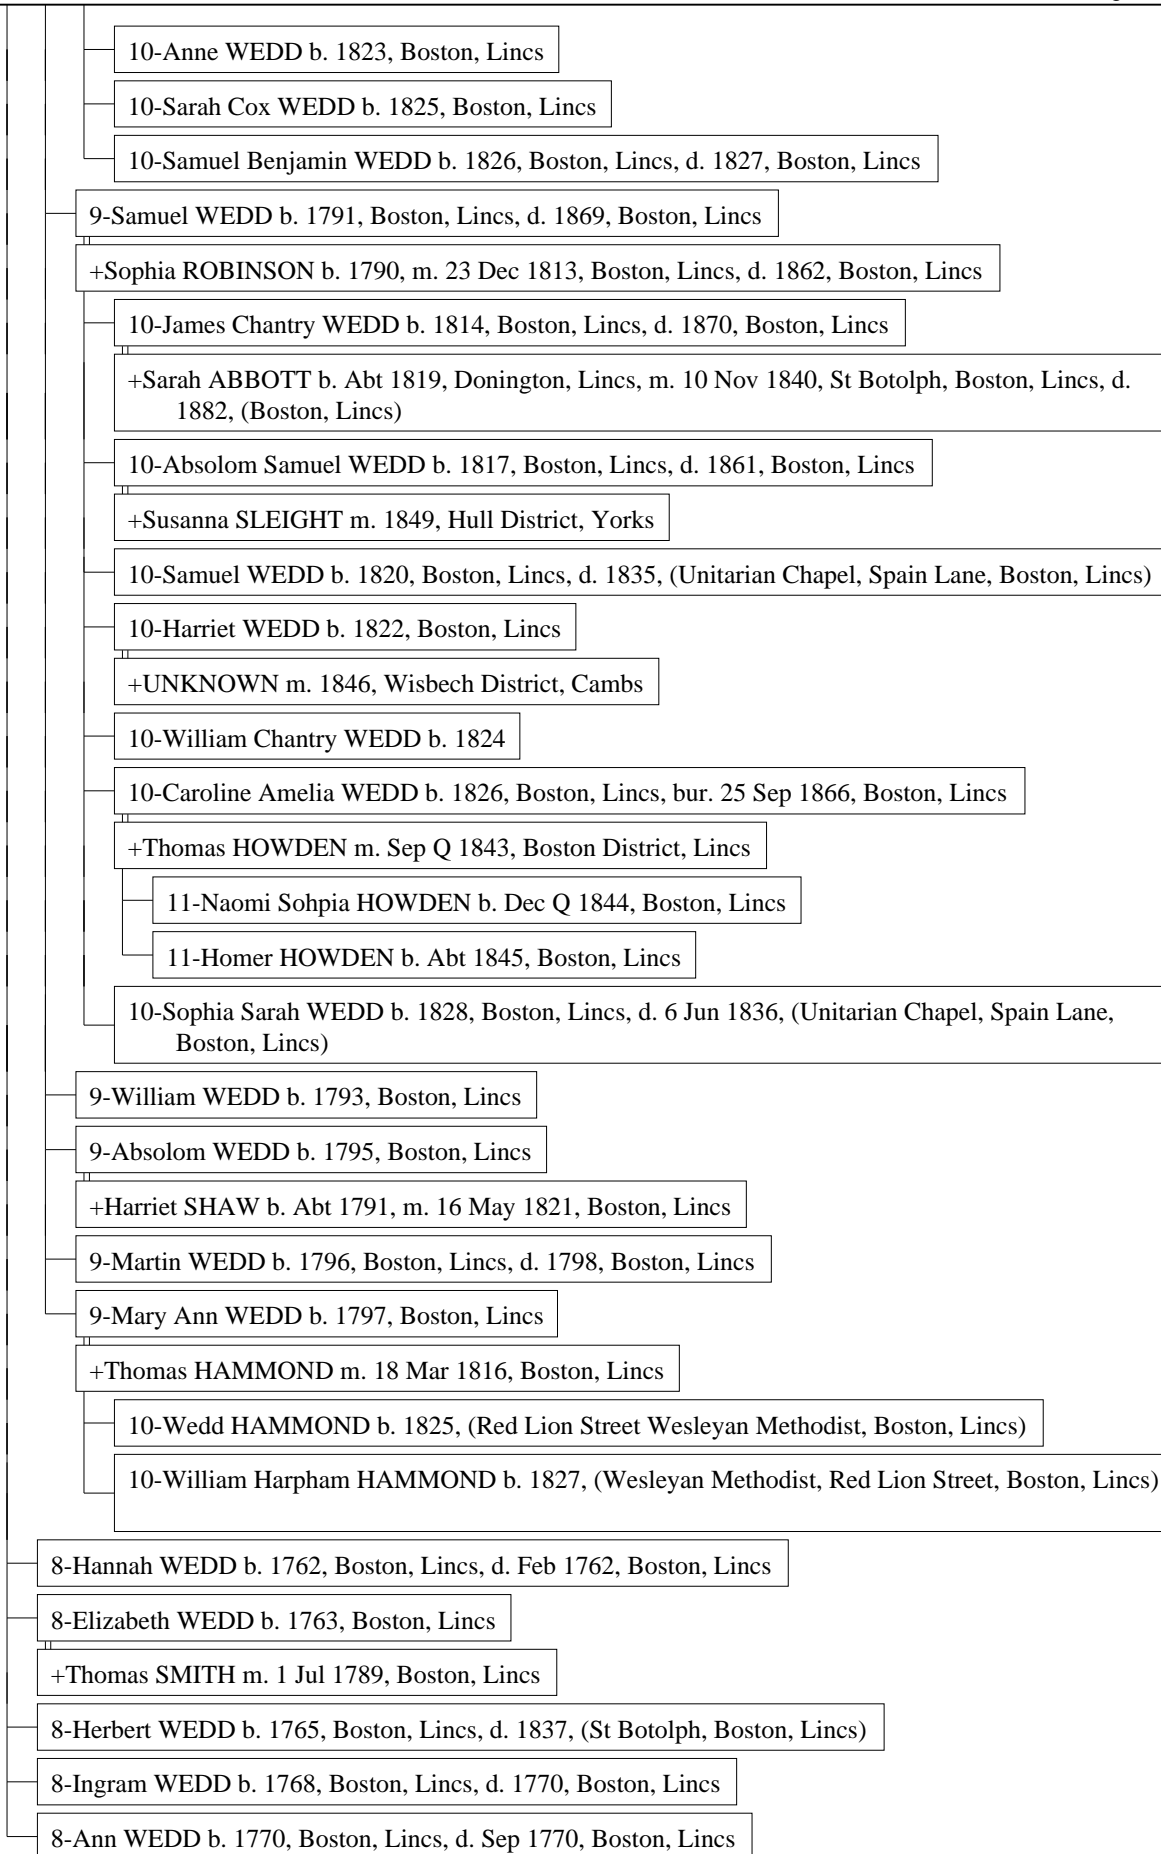 10-Anne WEDD b. 1823, Boston, Lincs
10-Sarah Cox WEDD b. 1825, Boston, Lincs
10-Samuel Benjamin WEDD b. 1826, Boston, Lincs, d. 1827, Boston, Lincs
9-Samuel WEDD b. 1791, Boston, Lincs, d. 1869, Boston, Lincs
+Sophia ROBINSON b. 1790, m. 23 Dec 1813, Boston, Lincs, d. 1862, Boston, Lincs
10-James Chantry WEDD b. 1814, Boston, Lincs, d. 1870, Boston, Lincs
+Sarah ABBOTT b. Abt 1819, Donington, Lincs, m. 10 Nov 1840, St Botolph, Boston, Lincs, d.
1882, (Boston, Lincs)
10-Absolom Samuel WEDD b. 1817, Boston, Lincs, d. 1861, Boston, Lincs
+Susanna SLEIGHT m. 1849, Hull District, Yorks
10-Samuel WEDD b. 1820, Boston, Lincs, d. 1835, (Unitarian Chapel, Spain Lane, Boston, Lincs)
10-Harriet WEDD b. 1822, Boston, Lincs
+UNKNOWN m. 1846, Wisbech District, Cambs
10-William Chantry WEDD b. 1824
10-Caroline Amelia WEDD b. 1826, Boston, Lincs, bur. 25 Sep 1866, Boston, Lincs
+Thomas HOWDEN m. Sep Q 1843, Boston District, Lincs
11-Naomi Sohpia HOWDEN b. Dec Q 1844, Boston, Lincs
11-Homer HOWDEN b. Abt 1845, Boston, Lincs
10-Sophia Sarah WEDD b. 1828, Boston, Lincs, d. 6 Jun 1836, (Unitarian Chapel, Spain Lane,
Boston, Lincs)
9-William WEDD b. 1793, Boston, Lincs
9-Absolom WEDD b. 1795, Boston, Lincs
+Harriet SHAW b. Abt 1791, m. 16 May 1821, Boston, Lincs
9-Martin WEDD b. 1796, Boston, Lincs, d. 1798, Boston, Lincs
9-Mary Ann WEDD b. 1797, Boston, Lincs
+Thomas HAMMOND m. 18 Mar 1816, Boston, Lincs
10-Wedd HAMMOND b. 1825, (Red Lion Street Wesleyan Methodist, Boston, Lincs)
10-William Harpham HAMMOND b. 1827, (Wesleyan Methodist, Red Lion Street, Boston, Lincs)
8-Hannah WEDD b. 1762, Boston, Lincs, d. Feb 1762, Boston, Lincs
8-Elizabeth WEDD b. 1763, Boston, Lincs
+Thomas SMITH m. 1 Jul 1789, Boston, Lincs
8-Herbert WEDD b. 1765, Boston, Lincs, d. 1837, (St Botolph, Boston, Lincs)
8-Ingram WEDD b. 1768, Boston, Lincs, d. 1770, Boston, Lincs
8-Ann WEDD b. 1770, Boston, Lincs, d. Sep 1770, Boston, Lincs